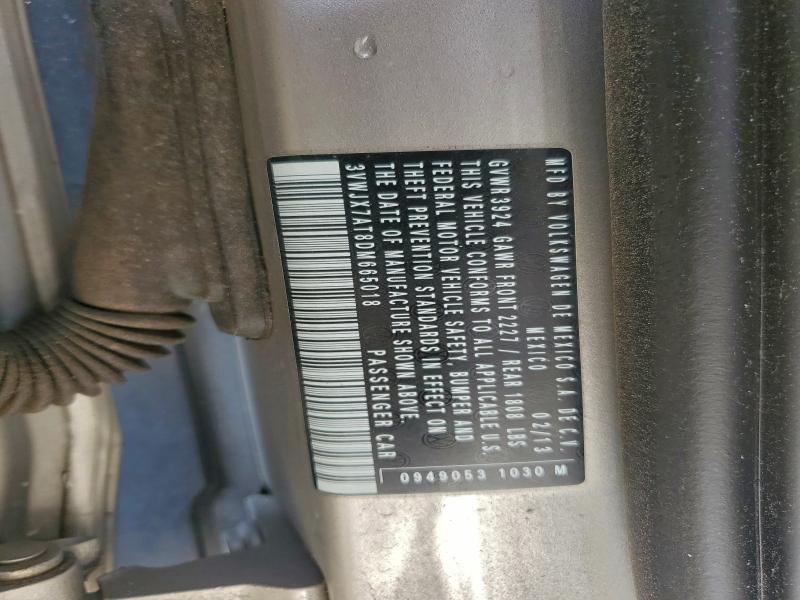 MFD BY VOLKSWAGEN DE MEXICO S.A. DE C.V.
MEXICO 02/13
GVWR 3924 GAWR FRONT 2227 / REAR 1808 LBS
THIS VEHICLE CONFORMS TO ALL APPLICABLE U.S.
FEDERAL MOTOR VEHICLE SAFETY, BUMPER AND
THEFT PREVENTION STANDARDS IN EFFECT ON
THE DATE OF MANUFACTURE SHOWN ABOVE.
3VWJX7AT8DM665018 PASSENGER CAR
0949053 1030 M